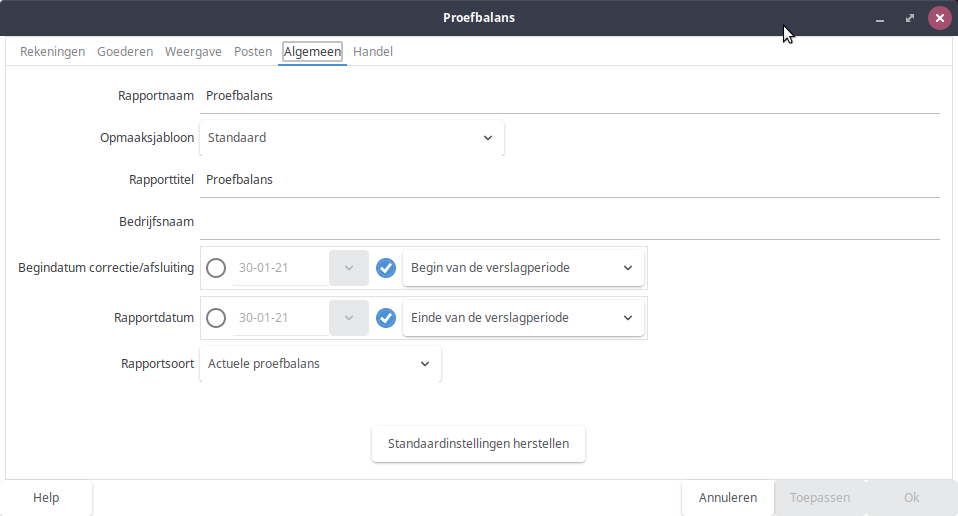 Proefbalans
Rekeningen Goederen Weergave Posten Algemeen Handel
Rapportnaam Proefbalans
Opmaaksjabloon Standaard
Rapporttitel Proefbalans
Bedrijfsnaam
Begindatum correctie/afsluiting 30-01-21 Begin van de verslagperiode
Rapportdatum 30-01-21 Einde van de verslagperiode
Rapportsoort Actuele proefbalans
Standaardinstellingen herstellen
Help Annuleren Toepassen Ok